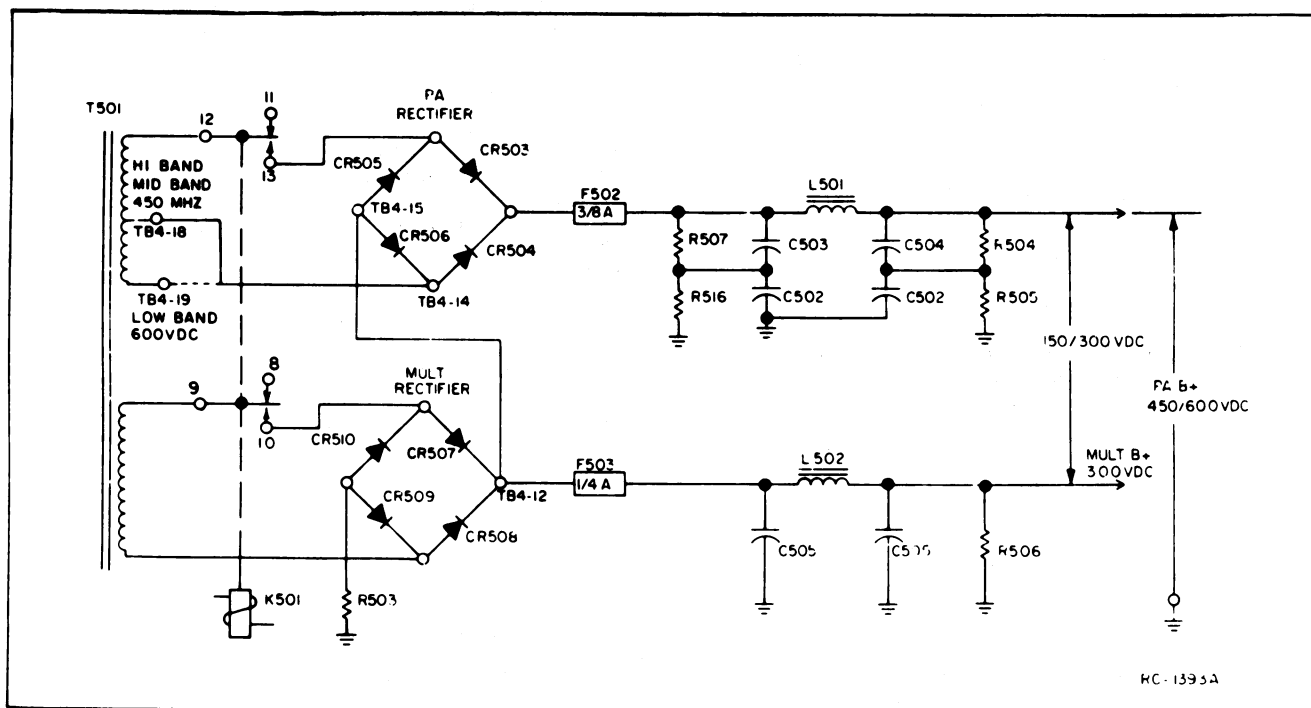 T501
12
11
13
HI BAND
MID BAND
450 MHZ
TB4-18
TB4-19
LOW BAND
600VDC
PA
RECTIFIER
CR505
CR503
TB4-15
CR506
CR504
TB4-14
F502
3/8A
L501
R507
C503
C504
R504
R516
C502
C502
R505
150/300 VDC
PA B+
450/600VDC
9
8
10
MULT
RECTIFIER
CR510
CR507
CR509
CR508
TB4-12
F503
1/4 A
L502
MULT B+
300VDC
C505
C505
R506
K501
R503
RC-1393A